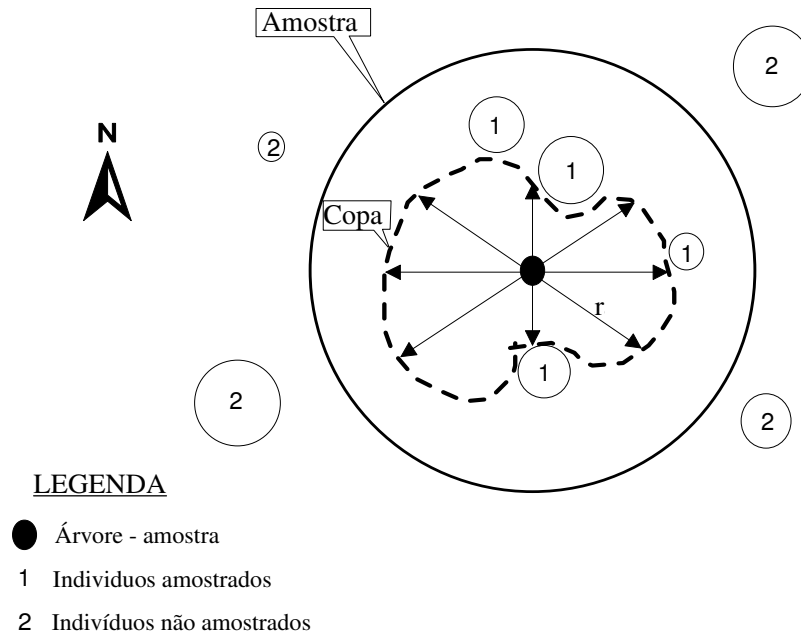 Amostra
2
1
N
2
1
Copa
1
r
1
2
2
LEGENDA
Árvore - amostra
1 Individuos amostrados
2 Indivíduos não amostrados